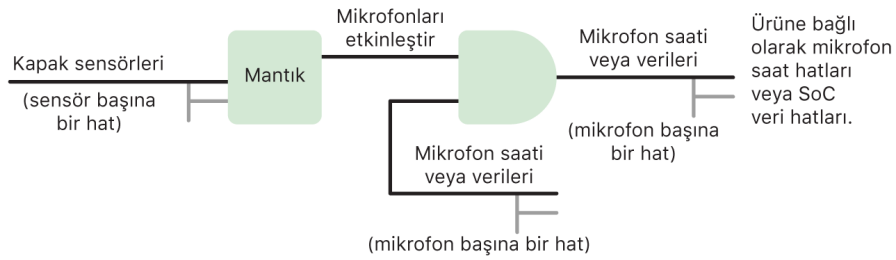 Kapak sensörleri
(sensör başına
bir hat)
Mantık
Mikrofonları
etkinleştir
Mikrofon saati
veya verileri
(mikrofon başına bir hat)
Mikrofon saati
veya verileri
(mikrofon başına
bir hat)
Ürüne bağlı
olarak mikrofon
saat hatları
veya SoC
veri hatları.